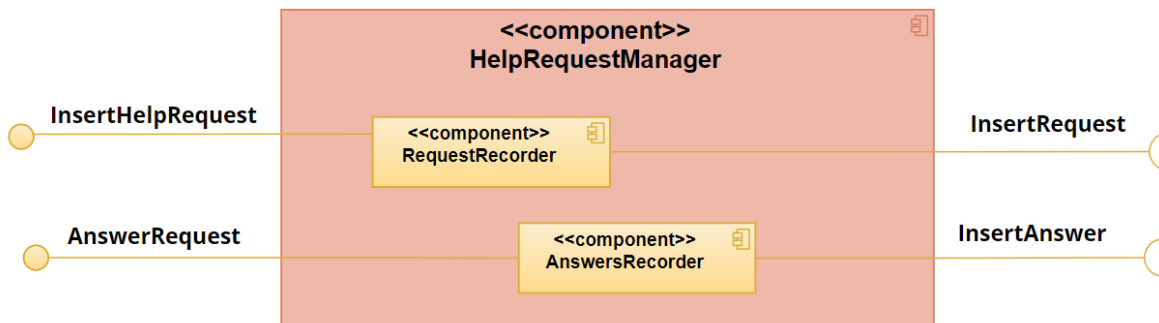 <<component>>
HelpRequestManager
InsertHelpRequest
<<component>>
RequestRecorder
InsertRequest
AnswerRequest
<<component>>
AnswersRecorder
InsertAnswer